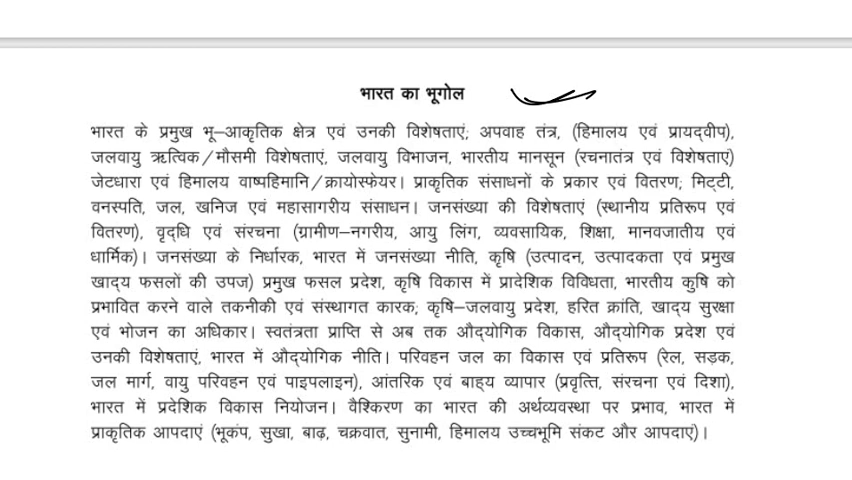 भारत का भूगोल
भारत के प्रमुख भू–आकृतिक क्षेत्र एवं उनकी विशेषताएं; अपवाह तंत्र, (हिमालय एवं प्रायद्वीप),
जलवायु ऋत्विक/मौसमी विशेषताएं, जलवायु विभाजन, भारतीय मानसून (रचनातंत्र एवं विशेषताएं)
जेटधारा एवं हिमालय वाष्पहिमानि/क्रायोस्फेयर। प्राकृतिक संसाधनों के प्रकार एवं वितरण; मिट्टी,
वनस्पति, जल, खनिज एवं महासागरीय संसाधन। जनसंख्या की विशेषताएं (स्थानीय प्रतिरूप एवं
वितरण), वृद्धि एवं संरचना (ग्रामीण–नगरीय, आयु लिंग, व्यवसायिक, शिक्षा, मानवजातीय एवं
धार्मिक)। जनसंख्या के निर्धारक, भारत में जनसंख्या नीति, कृषि (उत्पादन, उत्पादकता एवं प्रमुख
खाद्य फसलों की उपज) प्रमुख फसल प्रदेश, कृषि विकास में प्रादेशिक विविधता, भारतीय कृषि को
प्रभावित करने वाले तकनीकी एवं संस्थागत कारक; कृषि–जलवायु प्रदेश, हरित क्रांति, खाद्य सुरक्षा
एवं भोजन का अधिकार। स्वतंत्रता प्राप्ति से अब तक औद्योगिक विकास, औद्योगिक प्रदेश एवं
उनकी विशेषताएं, भारत में औद्योगिक नीति। परिवहन जल का विकास एवं प्रतिरूप (रेल, सड़क,
जल मार्ग, वायु परिवहन एवं पाइपलाइन), आंतरिक एवं बाह्य व्यापार (प्रवृत्ति, संरचना एवं दिशा),
भारत में प्रदेशिक विकास नियोजन। वैश्किरण का भारत की अर्थव्यवस्था पर प्रभाव, भारत में
प्राकृतिक आपदाएं (भूकंप, सुखा, बाढ़, चक्रवात, सुनामी, हिमालय उच्चभूमि संकट और आपदाएं)।